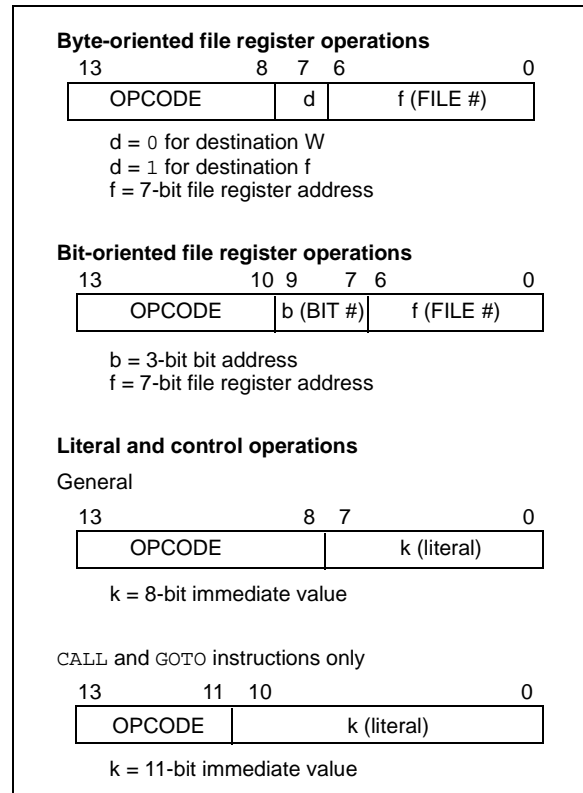 Byte-oriented file register operations
13 8 7 6 0
OPCODE d f (FILE #)
d = 0 for destination W
d = 1 for destination f
f = 7-bit file register address
Bit-oriented file register operations
13 10 9 7 6 0
OPCODE b (BIT #) f (FILE #)
b = 3-bit bit address
f = 7-bit file register address
Literal and control operations
General
13 8 7 0
OPCODE k (literal)
k = 8-bit immediate value
CALL and GOTO instructions only
13 11 10 0
OPCODE k (literal)
k = 11-bit immediate value